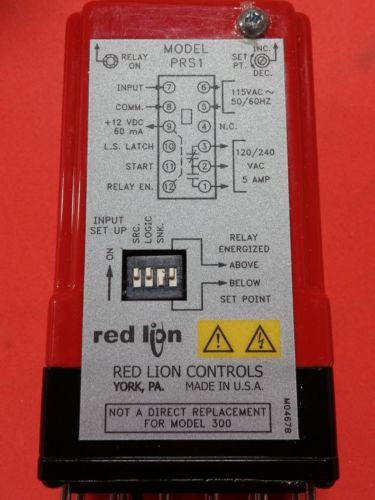 MODEL
PRS1
RELAY
ON
SET
PT.
INC.
DEC.
INPUT 7
COMM. 8
+12 VDC
60 mA
9
L.S. LATCH 10
START 11
RELAY EN. 12
6
5
115VAC ~
50/60HZ
4 N.C.
3
2
1
120/240
VAC
5 AMP
INPUT
SET UP
SRC.
LOGIC
SNK.
ON
RELAY
ENERGIZED
ABOVE
BELOW
SET POINT
red lion
RED LION CONTROLS
YORK, PA. MADE IN U.S.A.
NOT A DIRECT REPLACEMENT
FOR MODEL 300
M0467B